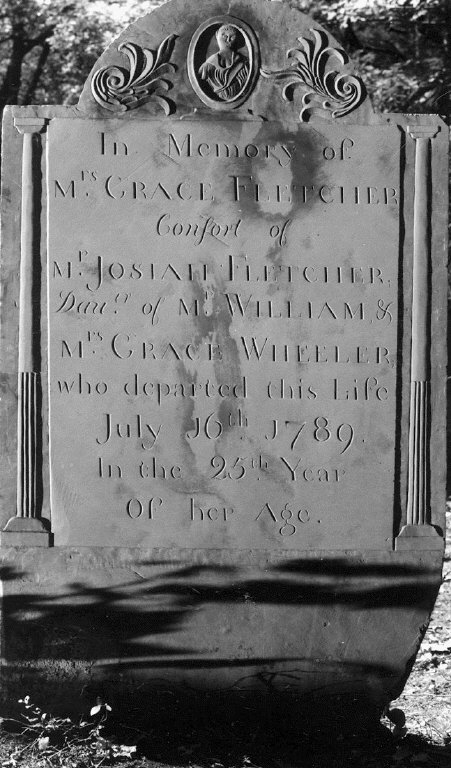 In Memory of
Mrs. GRACE FLETCHER
Conſort of
Mr. JOSIAH FLETCHER,
Daur. of Mr. WILLIAM, &
Mrs. GRACE WHEELER,
who departed this Life
July 16th. 1789.
In the 25th. Year
Of her Age.